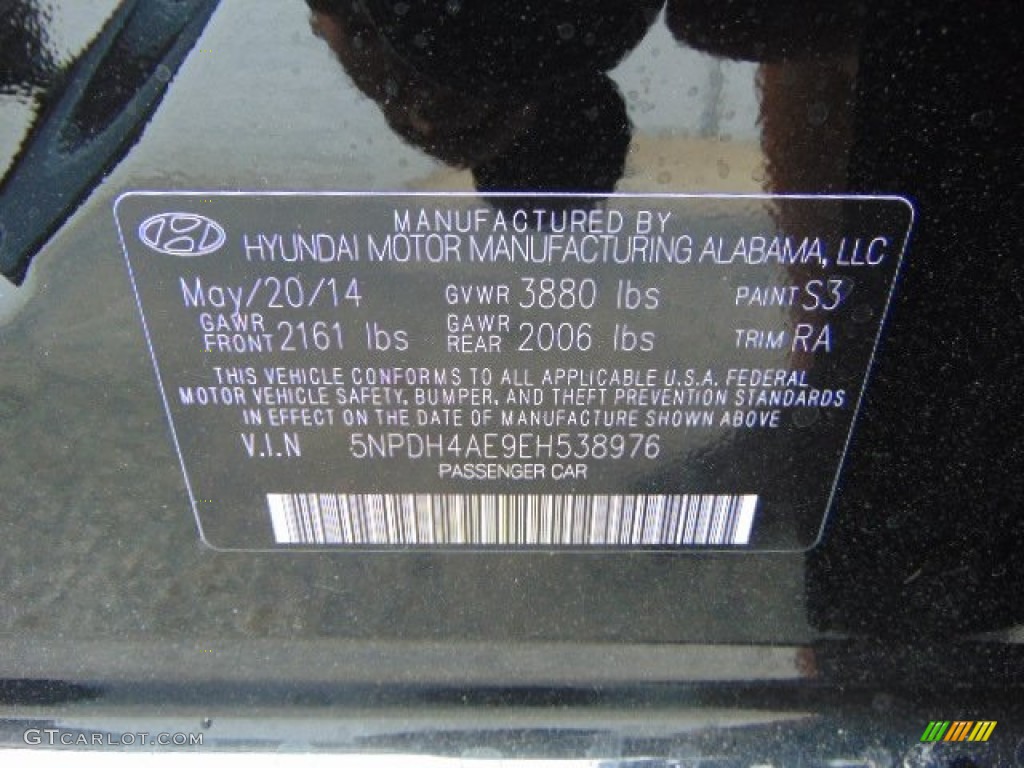 MANUFACTURED BY
HYUNDAI MOTOR MANUFACTURING ALABAMA, LLC
May/20/14 GVWR 3880 lbs PAINT S3
GAWR FRONT 2161 lbs GAWR REAR 2006 lbs TRIM RA
THIS VEHICLE CONFORMS TO ALL APPLICABLE U.S.A. FEDERAL
MOTOR VEHICLE SAFETY, BUMPER, AND THEFT PREVENTION STANDARDS
IN EFFECT ON THE DATE OF MANUFACTURE SHOWN ABOVE
V.I.N 5NPDH4AE9EH538976
PASSENGER CAR
GTCARLOT.COM